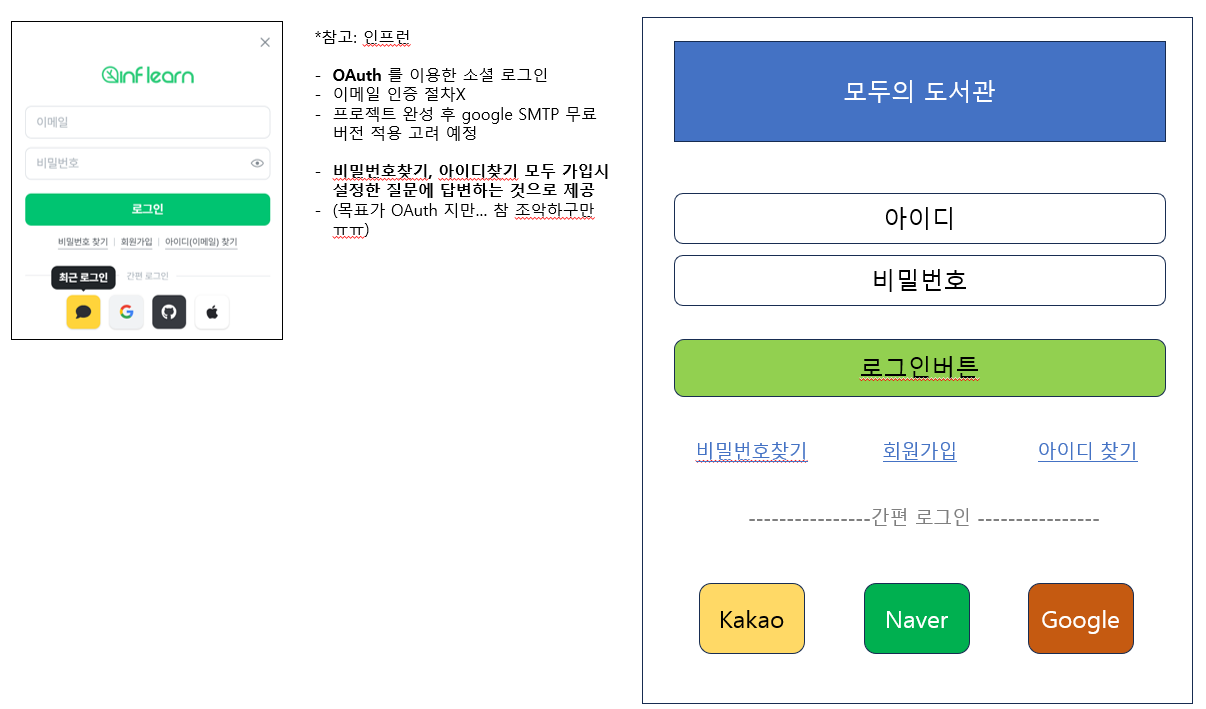 inflearn
이메일
비밀번호
로그인
비밀번호 찾기 | 회원가입 | 아이디(이메일) 찾기
최근 로그인
간편 로그인
*참고: 인프런
- OAuth 를 이용한 소셜 로그인
- 이메일 인증 절차X
- 프로젝트 완성 후 google SMTP 무료
버전 적용 고려 예정
- 비밀번호찾기, 아이디찾기 모두 가입시
설정한 질문에 답변하는 것으로 제공
- (목표가 OAuth 지만... 참 조악하구만
ㅠㅠ)
모두의 도서관
아이디
비밀번호
로그인버튼
비밀번호찾기 회원가입 아이디 찾기
----------------간편 로그인 ----------------
Kakao Naver Google